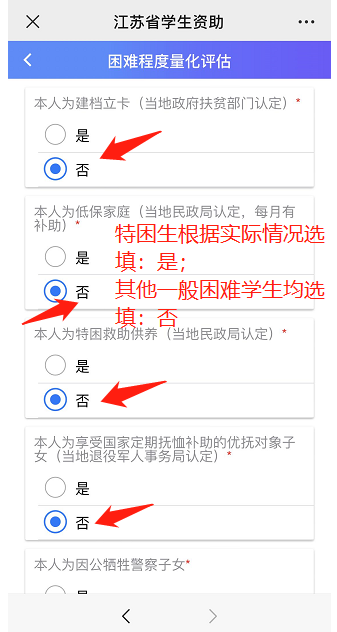 江苏省学生资助
困难程度量化评估
本人为建档立卡（当地政府扶贫部门认定）*
是
否
本人为低保家庭（当地民政局认定，每月有
补助）*
特困生根据实际情况选
填：是；
是
其他一般困难学生均选
否
填：否
本人为特困救助供养（当地民政局认定）*
是
否
本人为享受国家定期抚恤补助的优抚对象子
女（当地退役军人事务局认定）*
是
否
本人为因公牺牲警察子女*